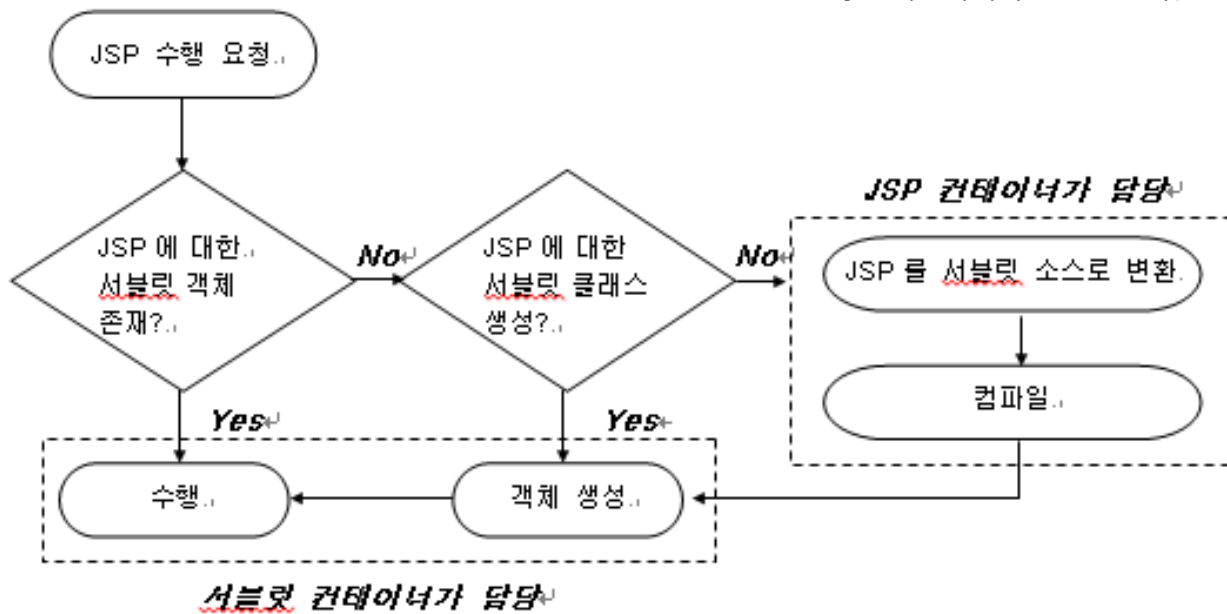 JSP 수행 요청.
JSP 컨테이너가 담당
JSP 에 대한.
서블릿 객체
존재?.
No
JSP 에 대한
서블릿 클래스
생성?.
No
JSP 를 서블릿 소스로 변환.
컴파일.
Yes
Yes
수행.
객체 생성.
서블릿 컨테이너가 담당